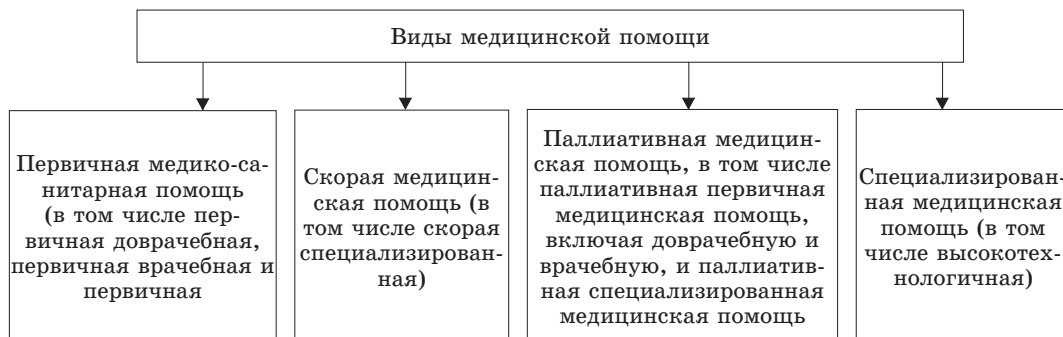 Виды медицинской помощи
Первичная медико-са-
нитарная помощь
(в том числе пер-
вичная доврачебная,
первичная врачебная и
первичная
Скорая медицин-
ская помощь (в
том числе скорая
специализирован-
ная)
Паллиативная медицин-
ская помощь, в том числе
паллиативная первичная
медицинская помощь,
включая доврачебную и
врачебную, и паллиатив-
ная специализированная
медицинская помощь
Специализирован-
ная медицинская
помощь (в том
числе высокотех-
нологичная)